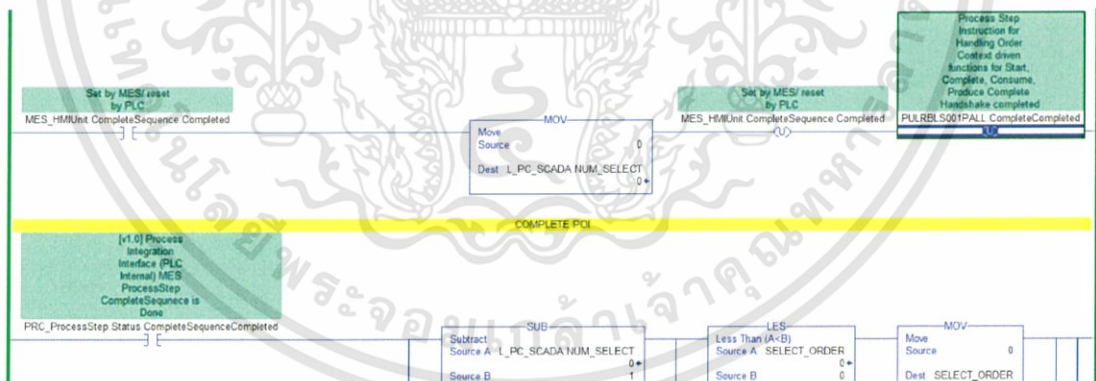 Process Step
Instruction for
Handling Order
Context driven
functions for Start,
Complete, Consume,
Produce Complete
Handshake completed
PULRBLS001PALL CompleteCompleted
Set by MES/ reset
by PLC
MES_HMIUnit CompleteSequence Completed
MOV
Move
Source 0
Dest L_PC_SCADA NUM_SELECT
0
Set by MES/ reset
by PLC
MES_HMIUnit CompleteSequence Completed
U
U
COMPLETE POI
[v1.0] Process
Integration
Interface (PLC
Internal) MES
ProcessStep
CompleteSequnece is
Done
PRC_ProcessStep Status CompleteSequenceCompleted
SUB
Subtract
Source A L_PC_SCADA NUM_SELECT
0
Source B 1
LES
Less Than (A<B)
Source A SELECT_ORDER
0
Source B 0
MOV
Move
Source 0
Dest SELECT_ORDER